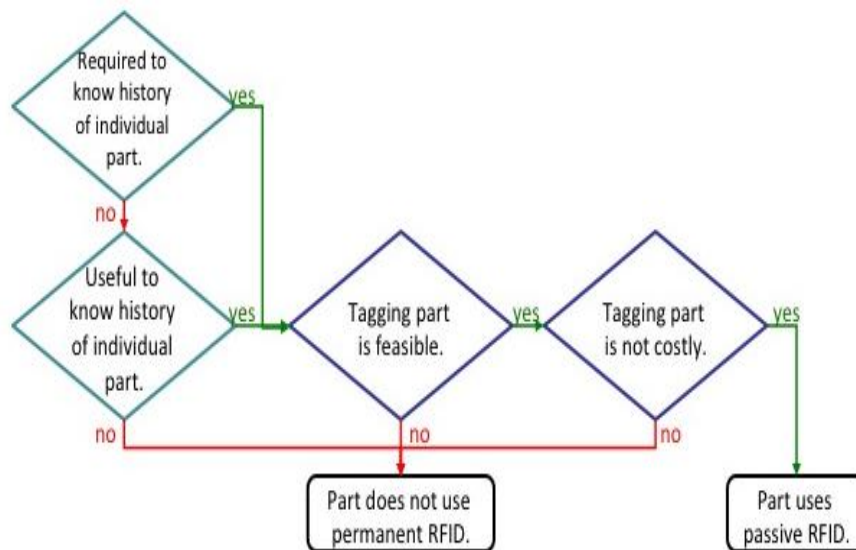 Required to
know history
of individual
part.
yes
no
Useful to
know history
of individual
part.
yes
Tagging part
is feasible.
yes
Tagging part
is not costly.
yes
no
no
no
Part does not use
permanent RFID.
Part uses
passive RFID.